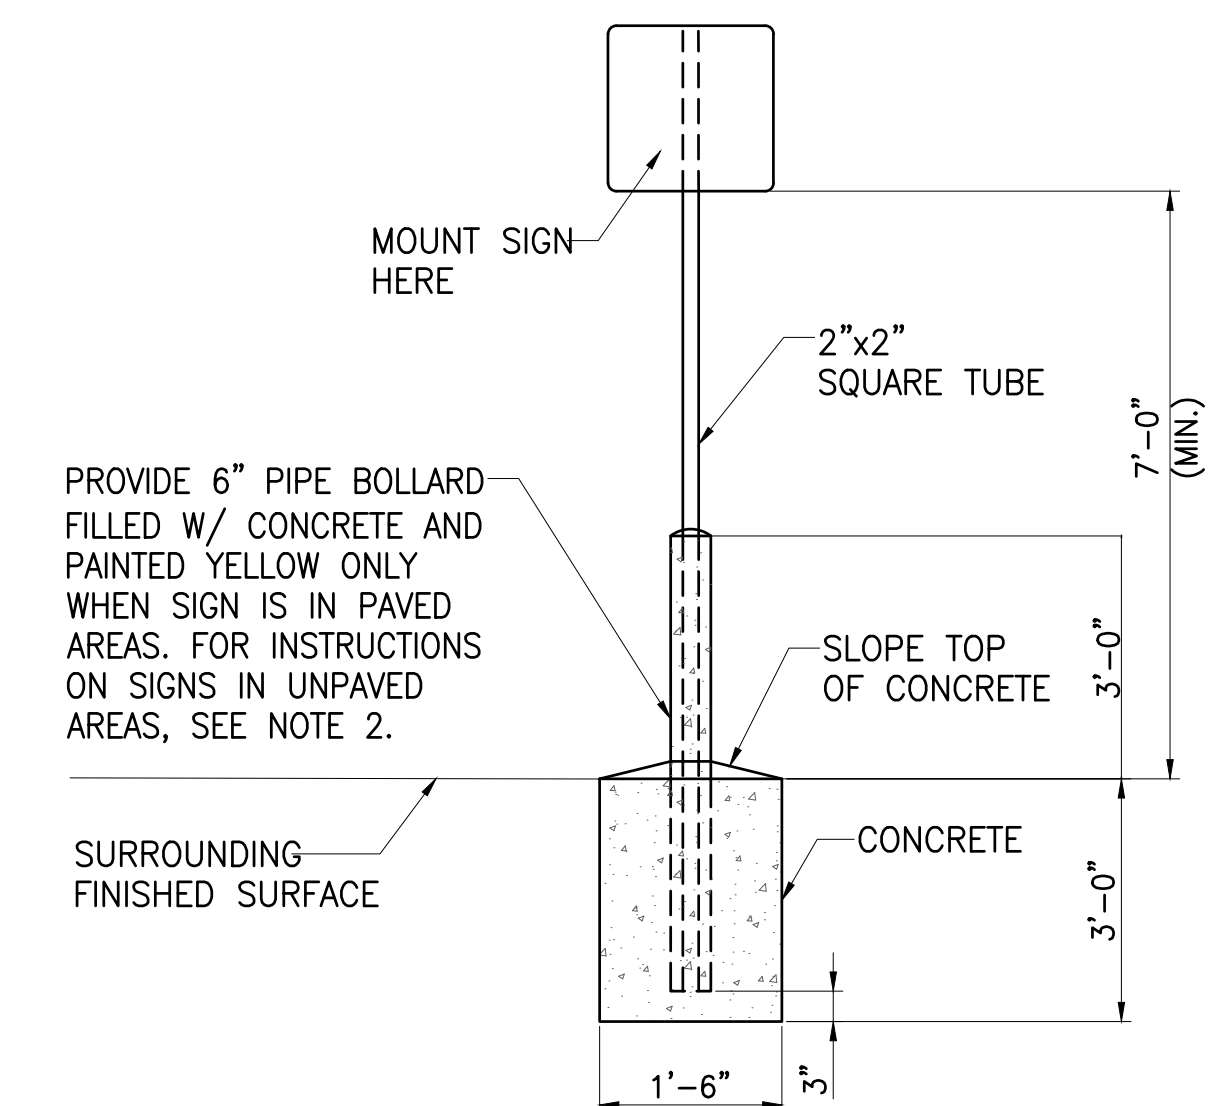 MOUNT SIGN
HERE
2”x2”
SQUARE TUBE
7’-0”
(MIN.)
PROVIDE 6” PIPE BOLLARD
FILLED W/ CONCRETE AND
PAINTED YELLOW ONLY
WHEN SIGN IS IN PAVED
AREAS. FOR INSTRUCTIONS
ON SIGNS IN UNPAVED
AREAS, SEE NOTE 2.
SLOPE TOP
OF CONCRETE
3’-0”
SURROUNDING
FINISHED SURFACE
CONCRETE
3’-0”
1’-6”
3”